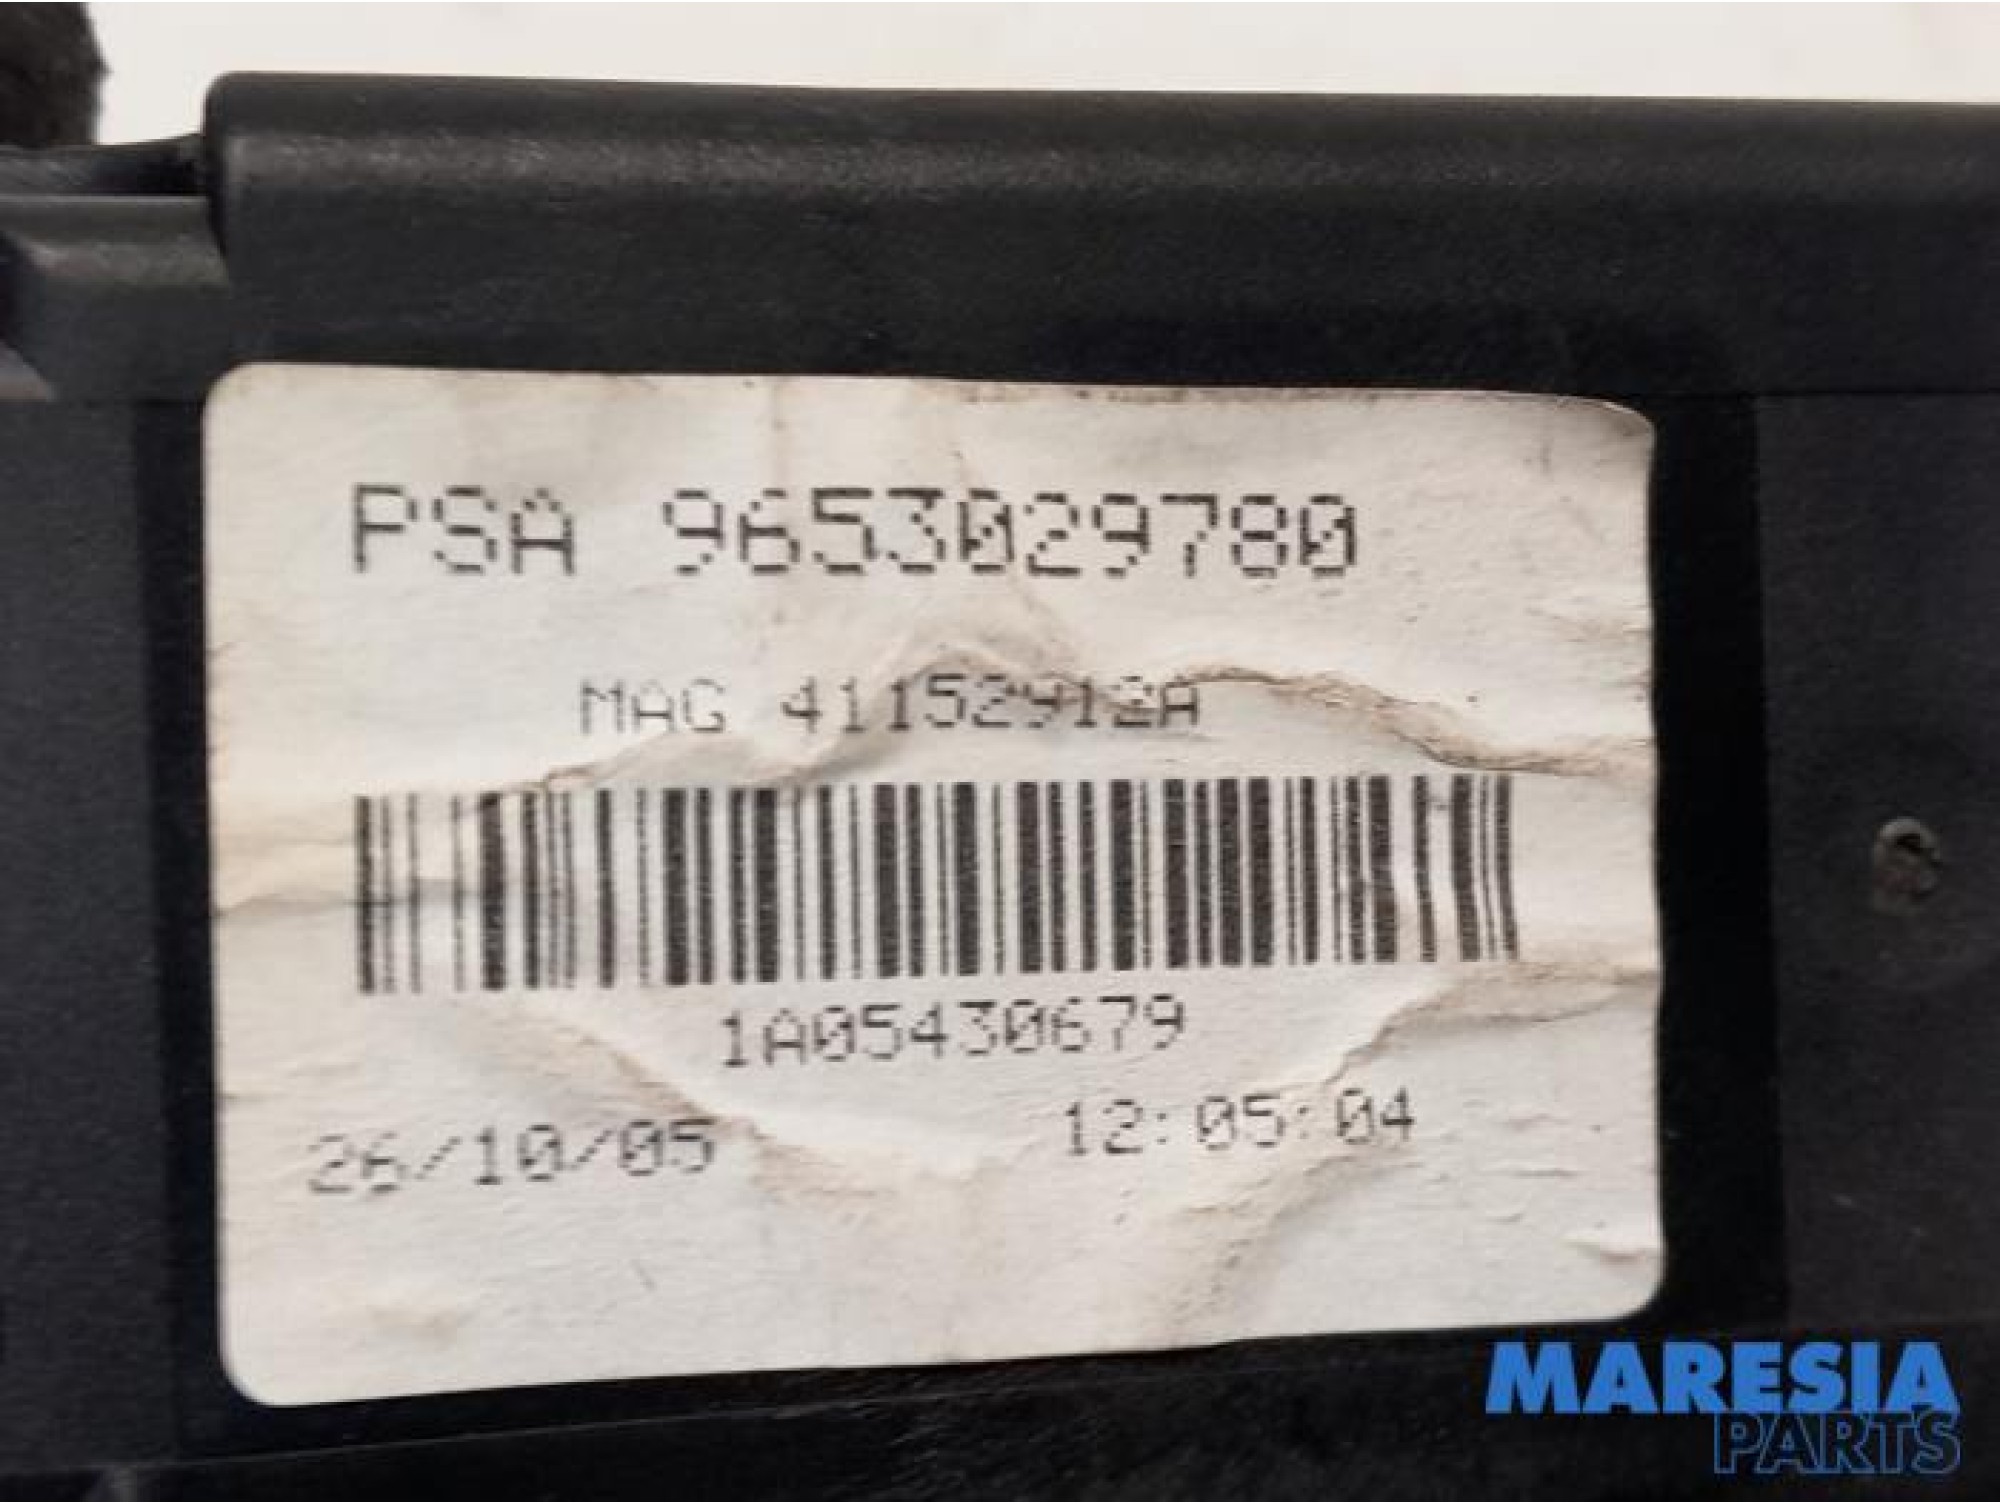 PSA 9653029780
MAG 41152912A
1A05430679
26/10/05
12:05:04
MARESIA
PARTS